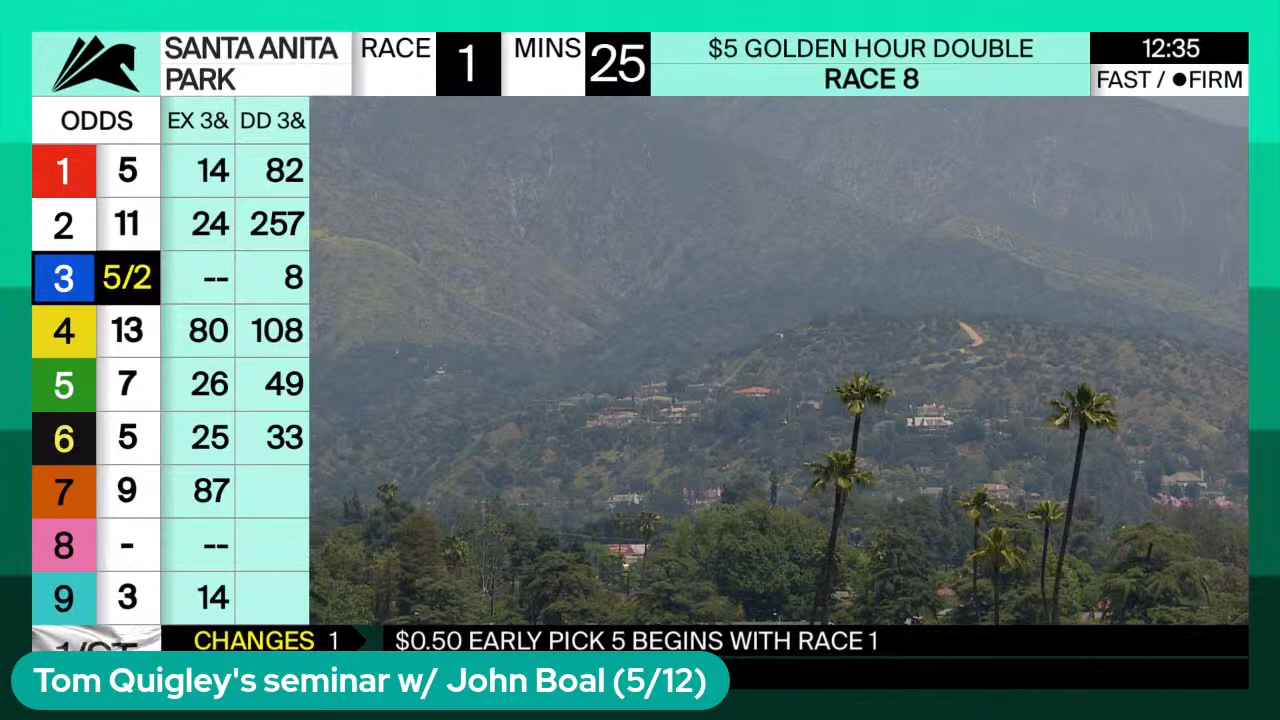 SANTA ANITA PARK
RACE 1
MINS 25
$5 GOLDEN HOUR DOUBLE
RACE 8
12:35
FAST / ●FIRM
ODDS EX 3& DD 3&
1 5 14 82
2 11 24 257
3 5/2 -- 8
4 13 80 108
5 7 26 49
6 5 25 33
7 9 87
8 - --
9 3 14
CHANGES 1 $0.50 EARLY PICK 5 BEGINS WITH RACE 1
Tom Quigley's seminar w/ John Boal (5/12)